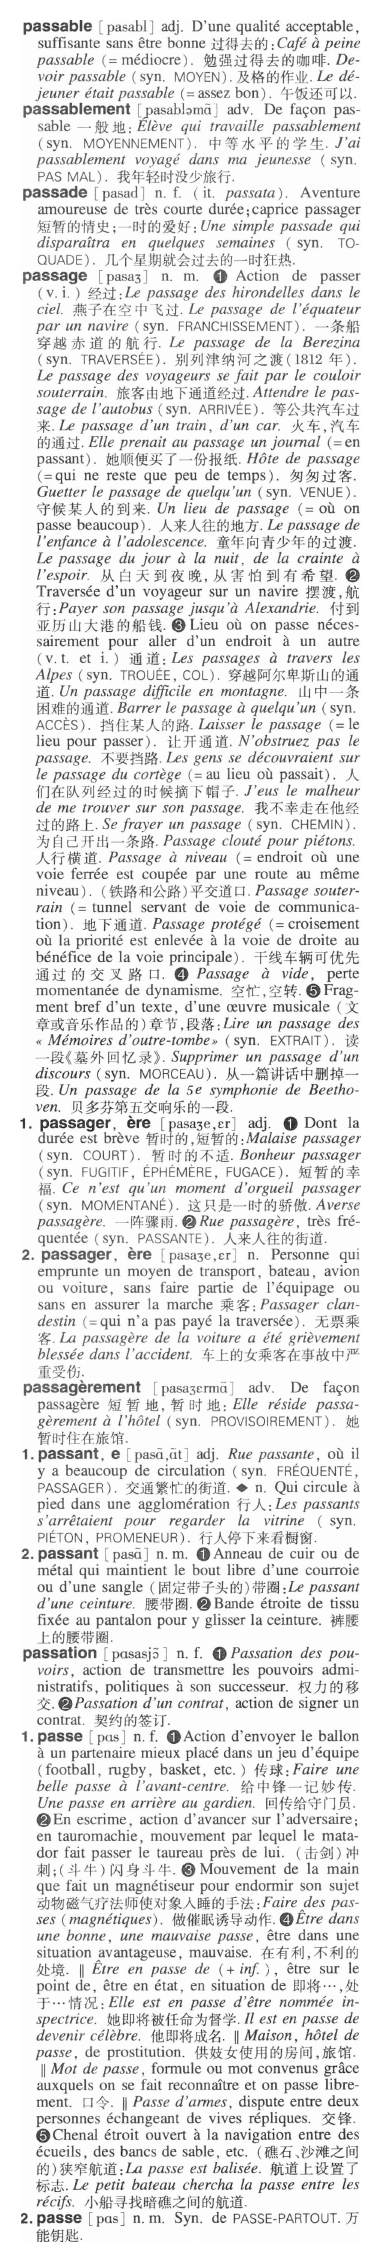 passable [pasabl] adj. D'une qualité acceptable,
suffisante sans être bonne 过得去的:Café à peine
passable (= médiocre). 勉强过得去的咖啡. De-
voir passable (syn. MOYEN). 及格的作业. Le dé-
jeuner était passable (= assez bon). 午饭还可以.
passablement [pasabləmɑ̃] adv. De façon pas-
sable 一般地:Élève qui travaille passablement
(syn. MOYENNEMENT). 中等水平的学生. J'ai
passablement voyagé dans ma jeunesse (syn.
PAS MAL). 我年轻时没少旅行.
passade [pasad] n. f. (it. passata). Aventure
amoureuse de très courte durée;caprice passager
短暂的情史;一时的爱好:Une simple passade qui
disparaîtra en quelques semaines (syn. TO-
QUADE). 几个星期就会过去的一时狂热.
passage [pasaʒ] n. m. ❶ Action de passer
(v. i.) 经过:Le passage des hirondelles dans le
ciel. 燕子在空中飞过. Le passage de l'équateur
par un navire (syn. FRANCHISSEMENT). 一条船
穿越赤道的航行. Le passage de la Berezina
(syn. TRAVERSÉE). 别列津纳河之渡(1812 年).
Le passage des voyageurs se fait par le couloir
souterrain. 旅客由地下通道经过. Attendre le pas-
sage de l'autobus (syn. ARRIVÉE). 等公共汽车过
来. Le passage d'un train, d'un car. 火车,汽车
的通过. Elle prenait au passage un journal (= en
passant). 她顺便买了一份报纸. Hôte de passage
(= qui ne reste que peu de temps). 匆匆过客.
Guetter le passage de quelqu'un (syn. VENUE).
守候某人的到来. Un lieu de passage (= où on
passe beaucoup). 人来人往的地方. Le passage de
l'enfance à l'adolescence. 童年向青少年的过渡.
Le passage du jour à la nuit, de la crainte à
l'espoir. 从白天到夜晚,从害怕到有希望. ❷
Traversée d'un voyageur sur un navire 摆渡,航
行:Payer son passage jusqu'à Alexandrie. 付到
亚历山大港的船钱. ❸ Lieu où on passe néces-
sairement pour aller d'un endroit à un autre
(v. t. et i.) 通道:Les passages à travers les
Alpes (syn. TROUÉE, COL). 穿越阿尔卑斯山的通
道. Un passage difficile en montagne. 山中一条
困难的通道. Barrer le passage à quelqu'un (syn.
ACCÈS). 挡住某人的路. Laisser le passage (= le
lieu pour passer). 让开通道. N'obstruez pas le
passage. 不要挡路. Les gens se découvraient sur
le passage du cortège (= au lieu où passait). 人
们在队列经过的时候摘下帽子. J'eus le malheur
de me trouver sur son passage. 我不幸走在他经
过的路上. Se frayer un passage (syn. CHEMIN).
为自己开出一条路. Passage clouté pour piétons.
人行横道. Passage à niveau (= endroit où une
voie ferrée est coupée par une route au même
niveau). (铁路和公路)平交道口. Passage souter-
rain (= tunnel servant de voie de communica-
tion). 地下通道. Passage protégé (= croisement
où la priorité est enlevée à la voie de droite au
bénéfice de la voie principale). 干线车辆可优先
通过的交叉路口. ❹ Passage à vide, perte
momentanée de dynamisme. 空忙,空转. ❺ Frag-
ment bref d'un texte, d'une œuvre musicale (文
章或音乐作品的)章节,段落:Lire un passage des
« Mémoires d'outre-tombe» (syn. EXTRAIT). 读
一段《墓外回忆录》. Supprimer un passage d'un
discours (syn. MORCEAU). 从一篇讲话中删掉一
段. Un passage de la 5e symphonie de Beetho-
ven. 贝多芬第五交响乐的一段.
1. passager, ère [pasaʒe,ɛr] adj. ❶ Dont la
durée est brève 暂时的,短暂的:Malaise passager
(syn. COURT). 暂时的不适. Bonheur passager
(syn. FUGITIF, ÉPHÉMÈRE, FUGACE). 短暂的幸
福. Ce n'est qu'un moment d'orgueil passager
(syn. MOMENTANÉ). 这只是一时的骄傲. Averse
passagère. 一阵骤雨. ❷ Rue passagère, très fré-
quentée (syn. PASSANTE). 人来人往的街道.
2. passager, ère [pasaʒe,ɛr] n. Personne qui
emprunte un moyen de transport, bateau, avion
ou voiture, sans faire partie de l'équipage ou
sans en assurer la marche 乘客:Passager clan-
destin (= qui n'a pas payé la traversée). 无票乘
客. La passagère de la voiture a été grièvement
blessée dans l'accident. 车上的女乘客在事故中严
重受伤.
passagèrement [pasaʒɛrmɑ̃] adv. De façon
passagère 短暂地,暂时地:Elle réside passa-
gèrement à l'hôtel (syn. PROVISOIREMENT). 她
暂时住在旅馆.
1. passant, e [pasɑ̃,ɑ̃t] adj. Rue passante, où il
y a beaucoup de circulation (syn. FRÉQUENTÉ,
PASSAGER). 交通繁忙的街道. ◆ n. Qui circule à
pied dans une agglomération 行人:Les passants
s'arrêtaient pour regarder la vitrine (syn.
PIÉTON, PROMENEUR). 行人停下来看橱窗.
2. passant [pasɑ̃] n. m. ❶ Anneau de cuir ou de
métal qui maintient le bout libre d'une courroie
ou d'une sangle (固定带子头的)带圈:Le passant
d'une ceinture. 腰带圈. ❷ Bande étroite de tissu
fixée au pantalon pour y glisser la ceinture. 裤腰
上的腰带圈.
passation [pɑsasjɔ̃] n. f. ❶ Passation des pou-
voirs, action de transmettre les pouvoirs admi-
nistratifs, politiques à son successeur. 权力的移
交. ❷ Passation d'un contrat, action de signer un
contrat. 契约的签订.
1. passe [pɑs] n. f. ❶ Action d'envoyer le ballon
à un partenaire mieux placé dans un jeu d'équipe
(football, rugby, basket, etc.) 传球:Faire une
belle passe à l'avant-centre. 给中锋一记妙传.
Une passe en arrière au gardien. 回传给守门员.
❷ En escrime, action d'avancer sur l'adversaire;
en tauromachie, mouvement par lequel le mata-
dor fait passer le taureau près de lui. (击剑)冲
刺;(斗牛)闪身斗牛. ❸ Mouvement de la main
que fait un magnétiseur pour endormir son sujet
动物磁气疗法师使对象入睡的手法:Faire des pas-
ses (magnétiques). 做催眠诱导动作. ❹ Être dans
une bonne, une mauvaise passe, être dans une
situation avantageuse, mauvaise. 在有利,不利的
处境. ‖ Être en passe de (+ inf.), être sur le
point de, être en état, en situation de 即将…,处
于…情况:Elle est en passe d'être nommée in-
spectrice. 她即将被任命为督学. Il est en passe de
devenir célèbre. 他即将成名. ‖ Maison, hôtel de
passe, de prostitution. 供妓女使用的房间,旅馆.
‖ Mot de passe, formule ou mot convenus grâce
auxquels on se fait reconnaître et on passe libre-
ment. 口令. ‖ Passe d'armes, dispute entre deux
personnes échangeant de vives répliques. 交锋.
❺ Chenal étroit ouvert à la navigation entre des
écueils, des bancs de sable, etc. (礁石、沙滩之间
的)狭窄航道:La passe est balisée. 航道上设置了
标志. Le petit bateau chercha la passe entre les
récifs. 小船寻找暗礁之间的航道.
2. passe [pɑs] n. m. Syn. de PASSE-PARTOUT. 万
能钥匙.